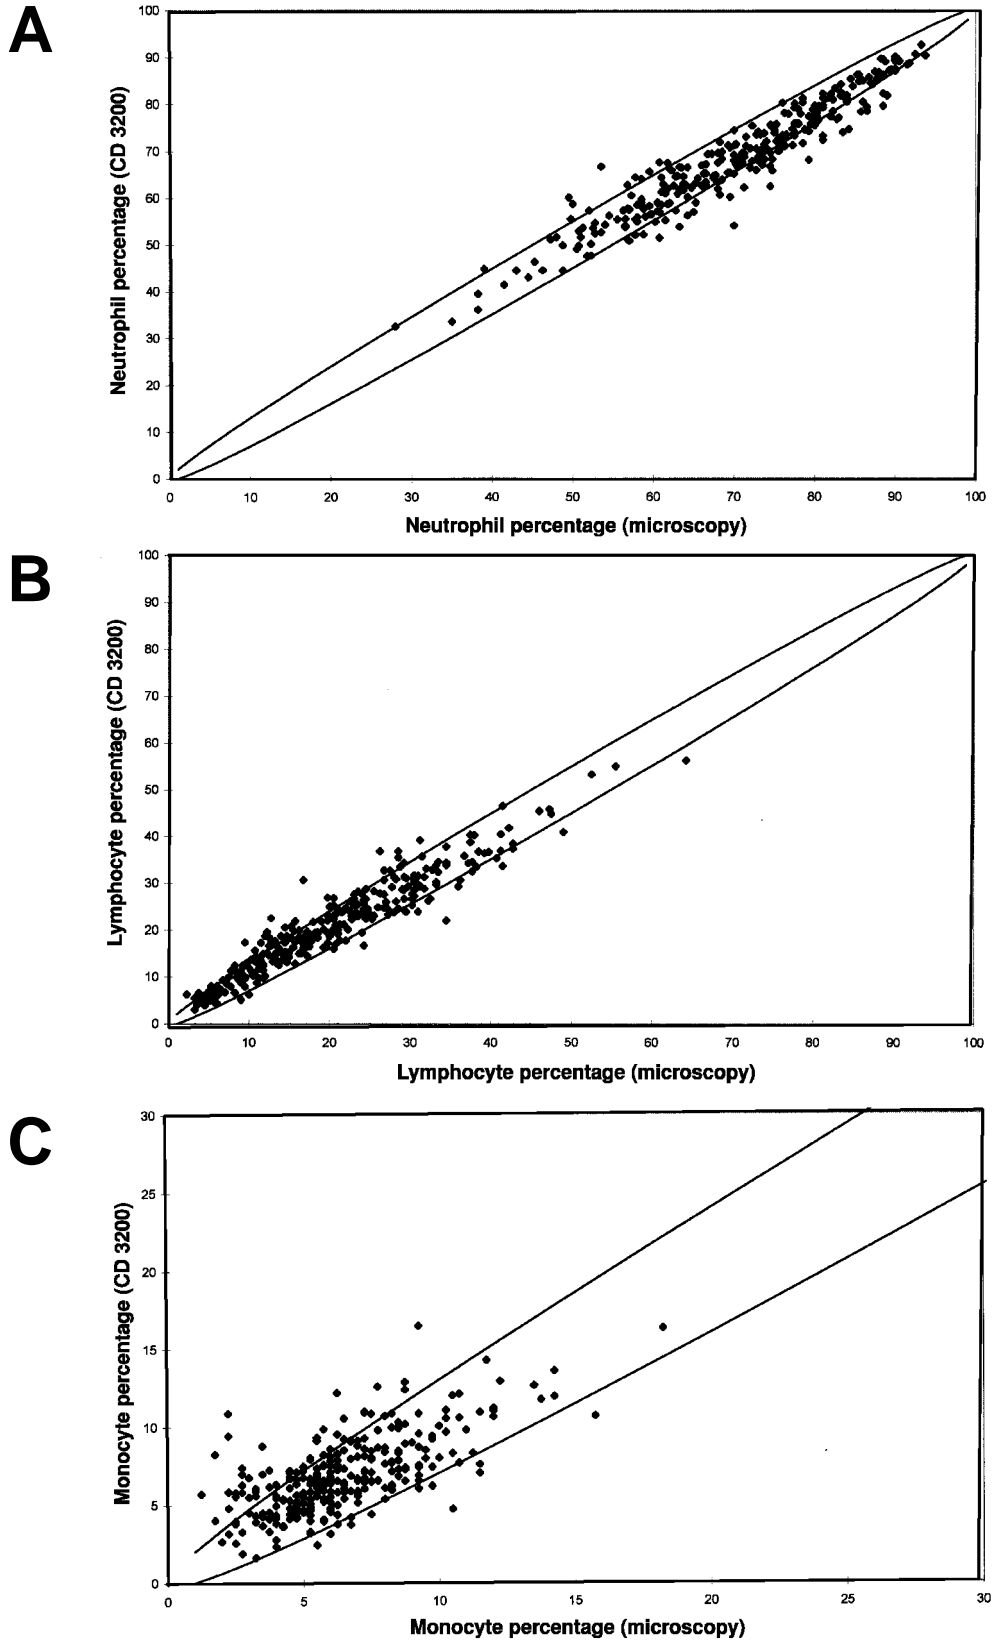 A
Neutrophil percentage (CD 3200)
100
90
80
70
60
50
40
30
20
10
0
0 10 20 30 40 50 60 70 80 90 100
Neutrophil percentage (microscopy)
B
Lymphocyte percentage (CD 3200)
100
90
80
70
60
50
40
30
20
10
0
0 10 20 30 40 50 60 70 80 90 100
Lymphocyte percentage (microscopy)
C
Monocyte percentage (CD 3200)
30
25
20
15
10
5
0
0 5 10 15 20 25 30
Monocyte percentage (microscopy)